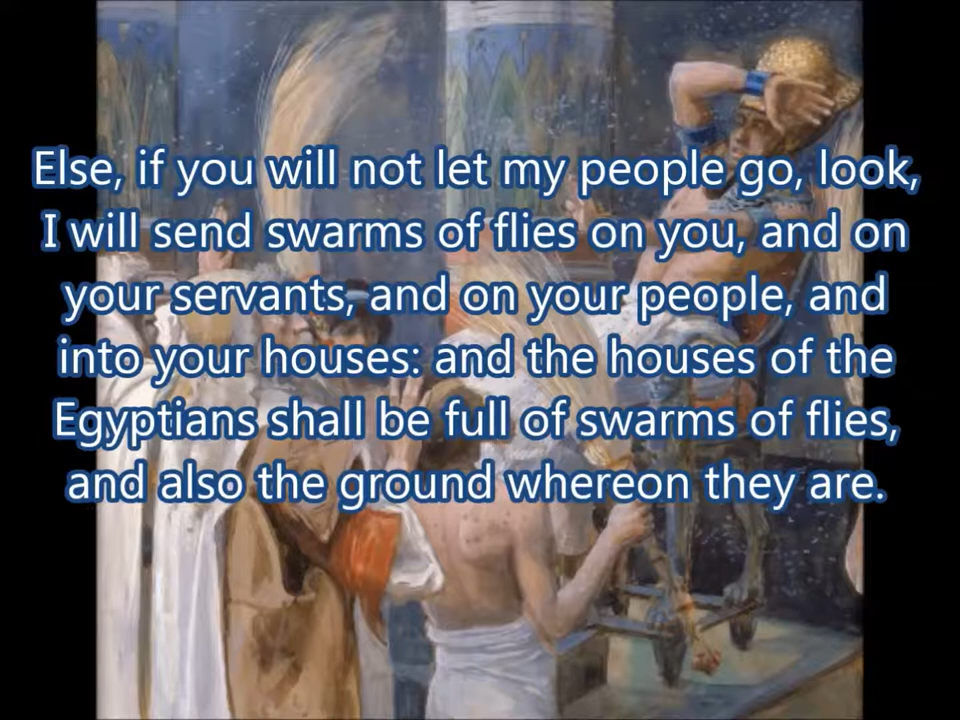 Else, if you will not let my people go, look,
I will send swarms of flies on you, and on
your servants, and on your people, and
into your houses: and the houses of the
Egyptians shall be full of swarms of flies,
and also the ground whereon they are.